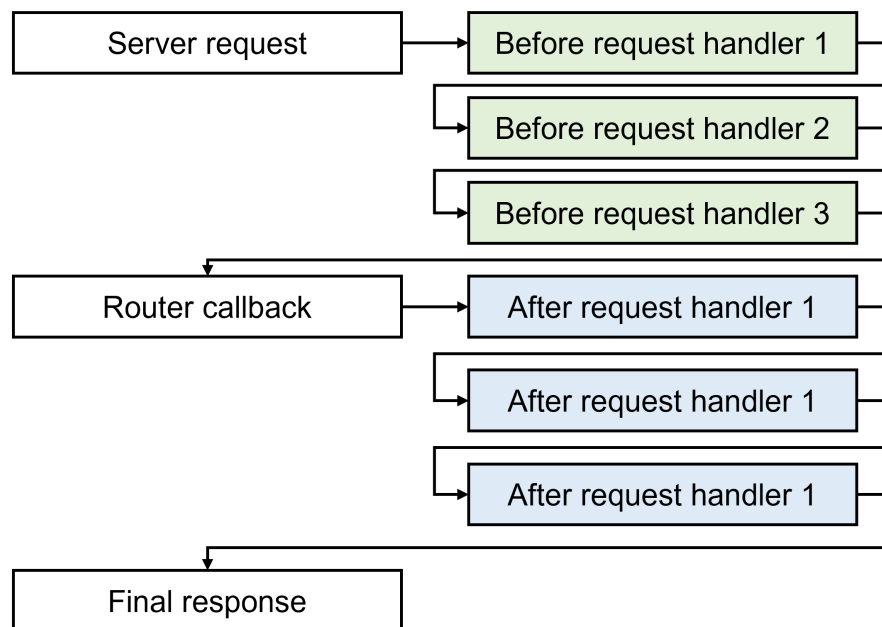 Server request
Before request handler 1
Before request handler 2
Before request handler 3
Router callback
After request handler 1
After request handler 1
After request handler 1
Final response